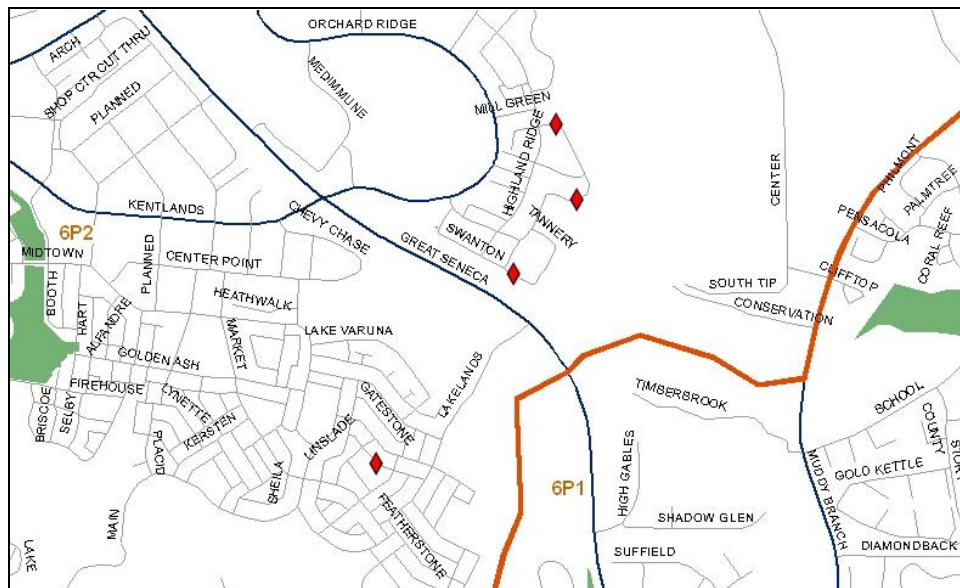 ORCHARD RIDGE
ARCH
SHOP CTR CUT THRU
PLANNED
MEDIMMUNE
MILL GREEN
HIGHLAND RIDGE
CENTER
PHILMONT
PALMTREE
PENSACOLA
CORAL REEF
KENTLANDS
CHEVY CHASE
TANNERY
SWANTON
GREAT SENECA
6P2
MIDTOWN
PLANNED
CENTER POINT
CLIFFTOP
SOUTH TIP
CONSERVATION
BOOTH
HART
ALFANDRE
HEATHWALK
MARKET
LAKE VARUNA
GOLDEN ASH
FIREHOUSE
LAKELANDS
GATESTONE
TIMBERBROOK
SCHOOL
BRISCOE
SELBY
LYNETTE
KERSTEN
LINSLADE
COUNTY
PLACID
SHEILA
HIGH GABLES
MUDDY BRANCH
GOLD KETTLE
6P1
FEATHERSTONE
MAIN
SHADOW GLEN
LAKE
SUFFIELD
DIAMONDBACK